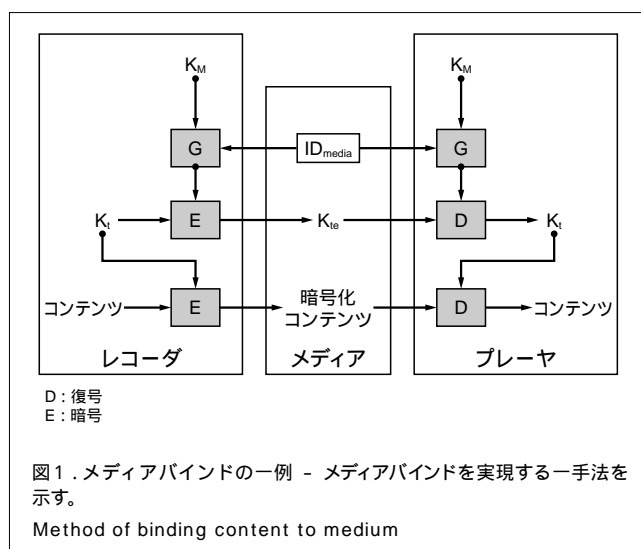 K_M
K_M
G
ID_media
G
K_t
E
K_te
D
K_t
コンテンツ
E
暗号化
コンテンツ
D
コンテンツ
レコーダ
メディア
プレーヤ
D : 復号
E : 暗号
図1．メディアバインドの一例 － メディアバインドを実現する一手法を
示す。
Method of binding content to medium